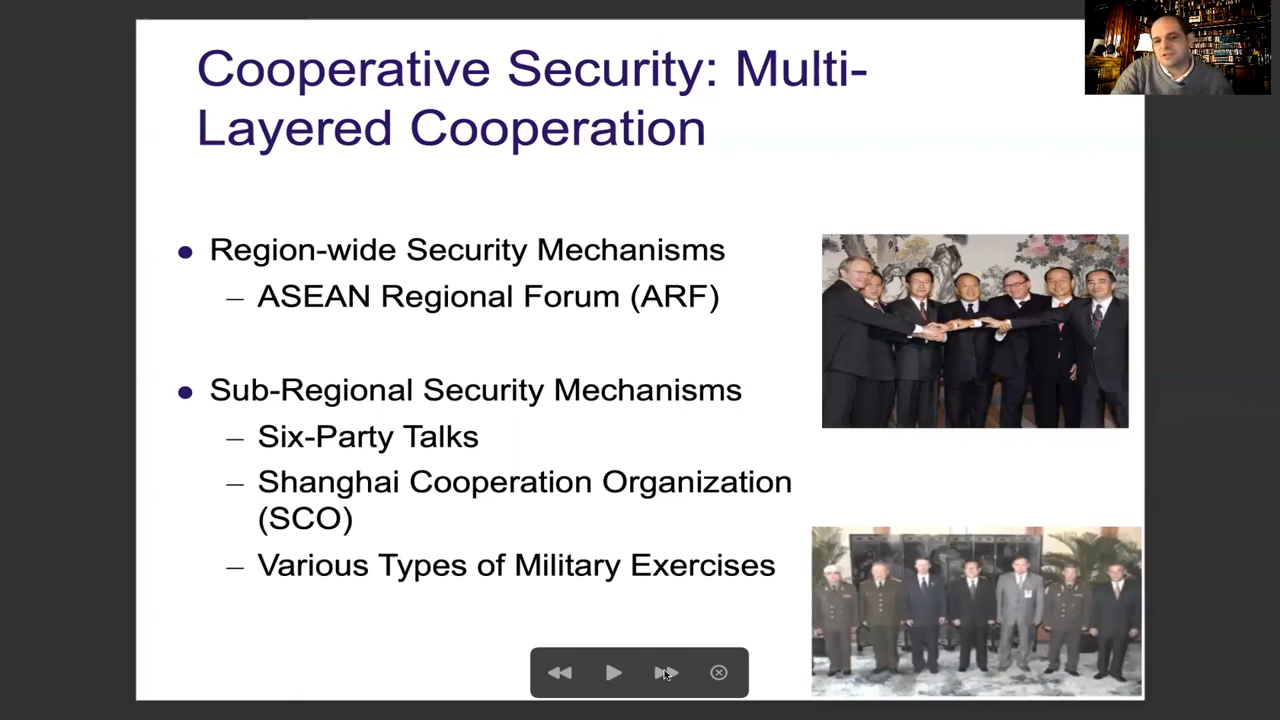 Cooperative Security: Multi-
Layered Cooperation
● Region-wide Security Mechanisms
– ASEAN Regional Forum (ARF)
● Sub-Regional Security Mechanisms
– Six-Party Talks
– Shanghai Cooperation Organization
(SCO)
– Various Types of Military Exercises